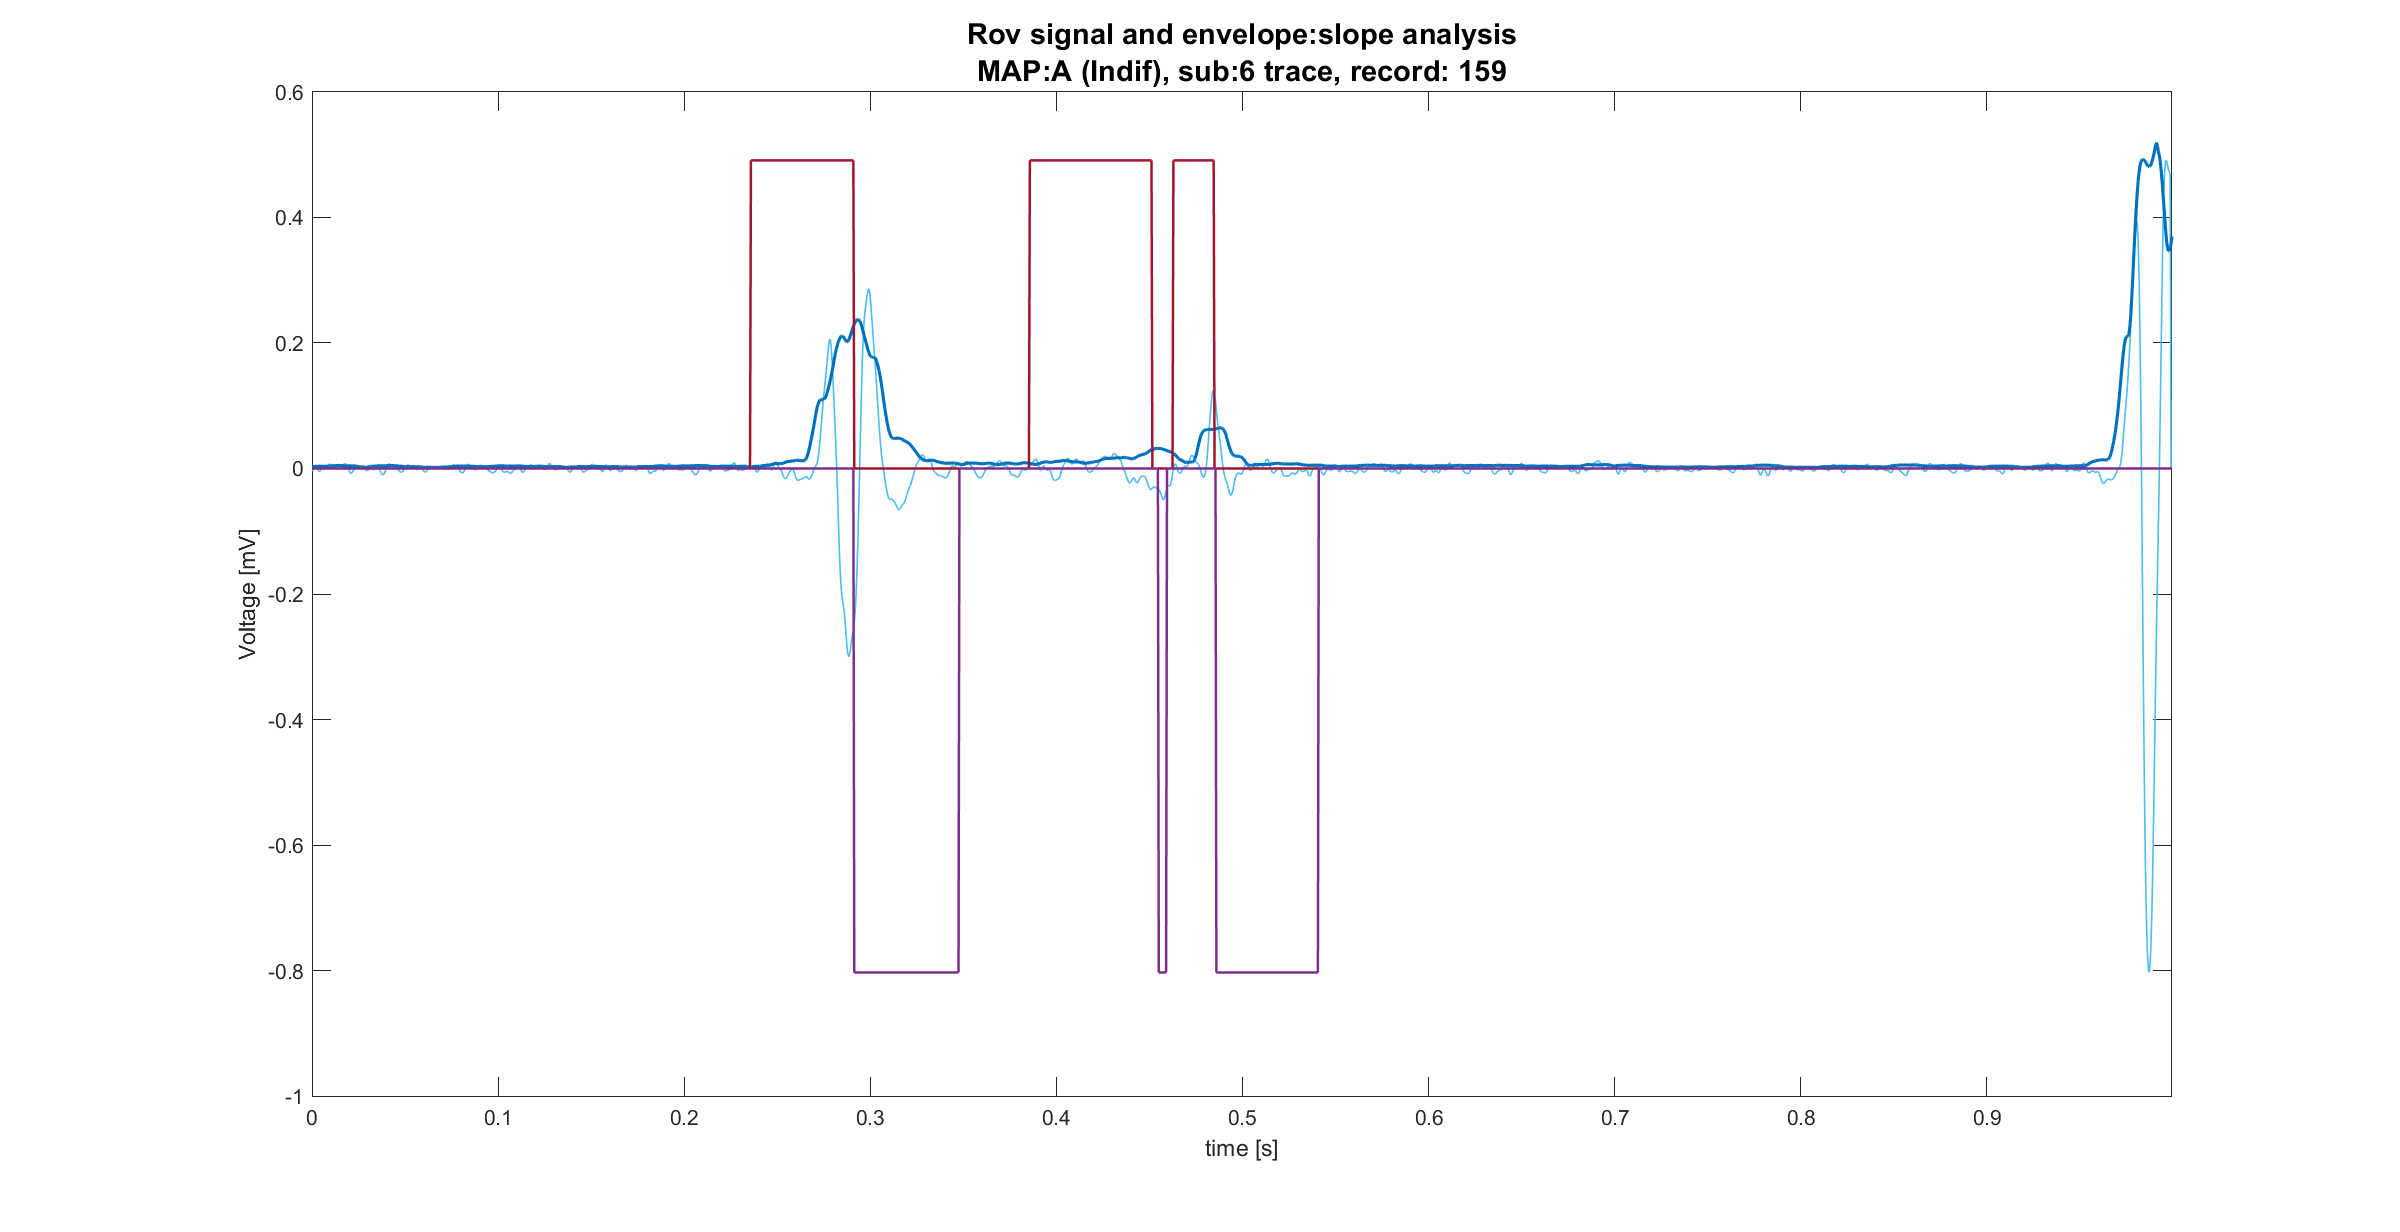 Rov signal and envelope:slope analysis
MAP:A (Indif), sub:6 trace, record: 159
0.6
0.4
0.2
0
-0.2
-0.4
-0.6
-0.8
-1
Voltage [mV]
0 0.1 0.2 0.3 0.4 0.5 0.6 0.7 0.8 0.9
time [s]